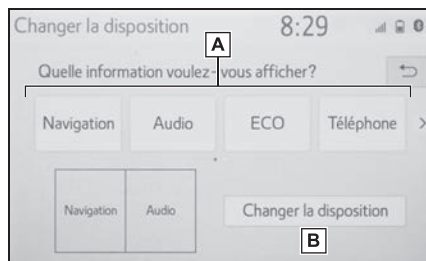 Changer la disposition 8:29
A
Quelle information voulez-vous afficher?
Navigation Audio ECO Téléphone >
Navigation Audio Changer la disposition
B